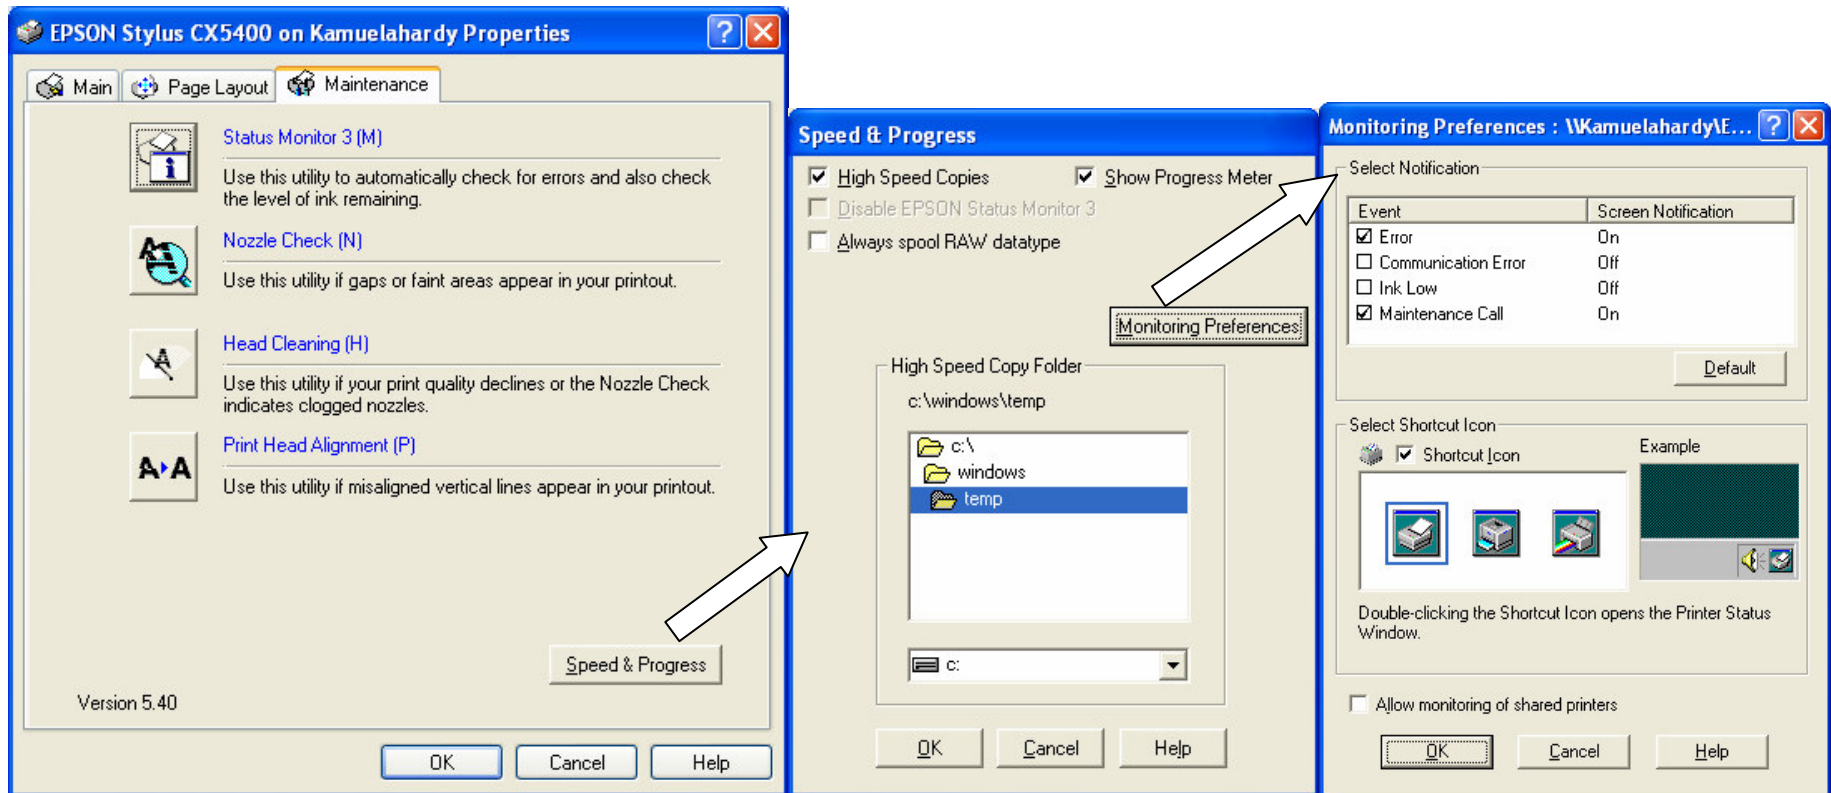 EPSON Stylus CX5400 on Kamuelahardy Properties
Main
Page Layout
Maintenance
Status Monitor 3 (M)
Use this utility to automatically check for errors and also check
the level of ink remaining.
Nozzle Check (N)
Use this utility if gaps or faint areas appear in your printout.
Head Cleaning (H)
Use this utility if your print quality declines or the Nozzle Check
indicates clogged nozzles.
Print Head Alignment (P)
Use this utility if misaligned vertical lines appear in your printout.
Speed & Progress
Version 5.40
OK
Cancel
Help
Speed & Progress
High Speed Copies
Show Progress Meter
Disable EPSON Status Monitor 3
Always spool RAW datatype
Monitoring Preferences
High Speed Copy Folder
c:\windows\temp
c:\
windows
temp
c:
OK
Cancel
Help
Monitoring Preferences : \\Kamuelahardy\E...
Select Notification
Event Screen Notification
Error On
Communication Error Off
Ink Low Off
Maintenance Call On
Default
Select Shortcut Icon
Shortcut Icon
Example
Double-clicking the Shortcut Icon opens the Printer Status
Window.
Allow monitoring of shared printers
OK
Cancel
Help